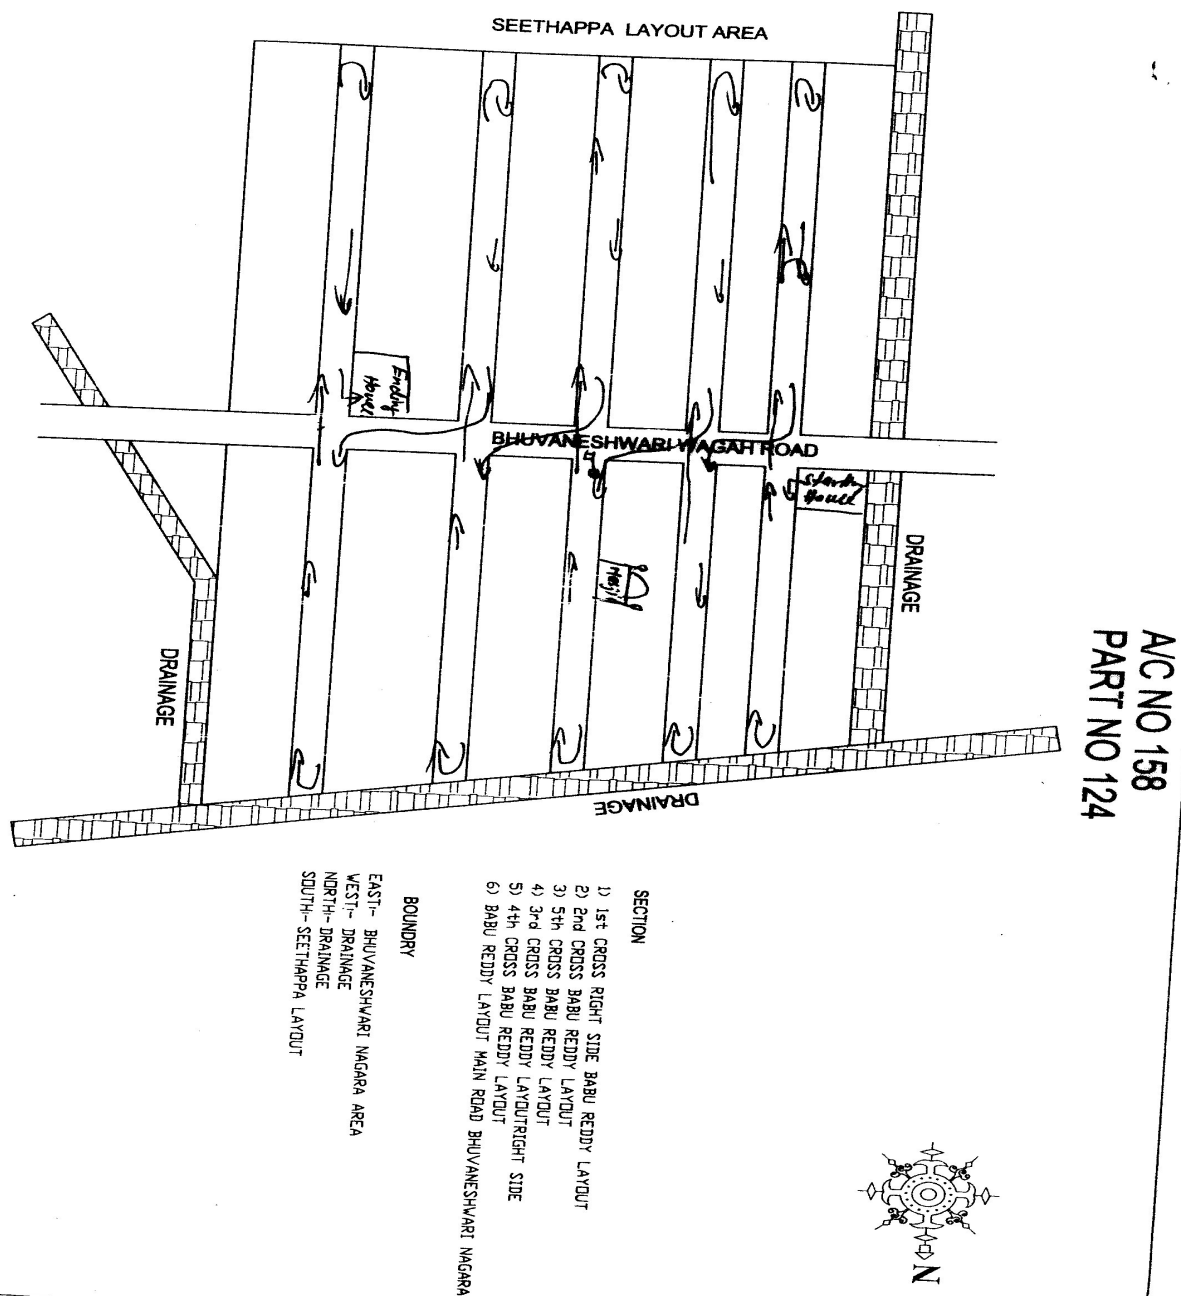 SEETHAPPA LAYOUT AREA
A/C NO 158
PART NO 124
Ending
House
BHUVANESHWARI WAGAH ROAD
Starting
House
Masjid
DRAINAGE
DRAINAGE
DRAINAGE
SECTION
1) 1st CROSS RIGHT SIDE BABU REDDY LAYOUT
2) 2nd CROSS BABU REDDY LAYOUT
3) 5th CROSS BABU REDDY LAYOUT
4) 3rd CROSS BABU REDDY LAYOUT
5) 4th CROSS BABU REDDY LAYOUTRIGHT SIDE
6) BABU REDDY LAYOUT MAIN ROAD BHUVANESHWARI NAGARA
BOUNDRY
EAST:- BHUVANESHWARI NAGARA AREA
WEST:- DRAINAGE
NORTH:- DRAINAGE
SOUTH:- SEETHAPPA LAYOUT
N